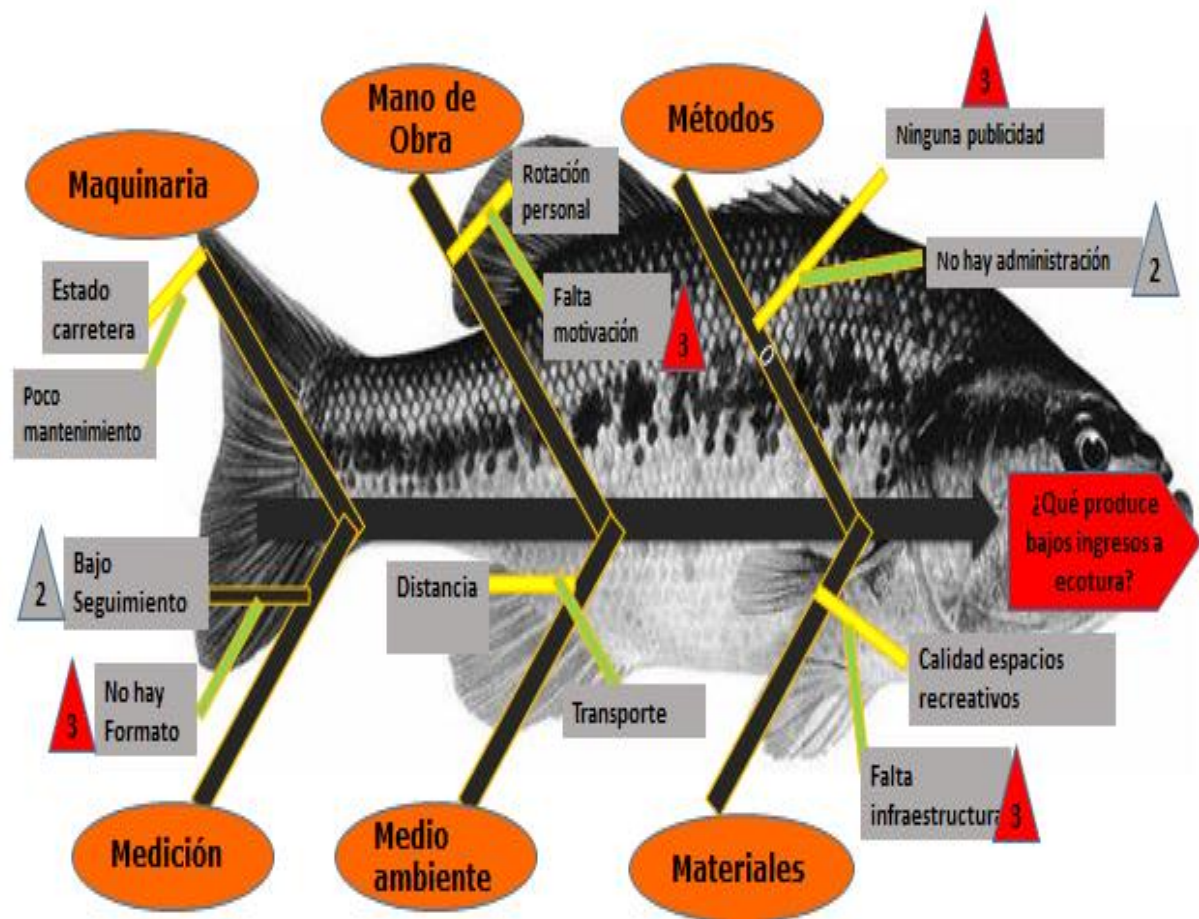 Maquinaria
Mano de
Obra
Métodos
3
Ninguna publicidad
No hay administración
2
Rotación
personal
Falta
motivación
3
Estado
carretera
Poco
mantenimiento
¿Qué produce
bajos ingresos a
ecotura?
2
Bajo
Seguimiento
3
No hay
Formato
Distancia
Transporte
Calidad espacios
recreativos
Falta
infraestructura
3
Medición
Medio
ambiente
Materiales